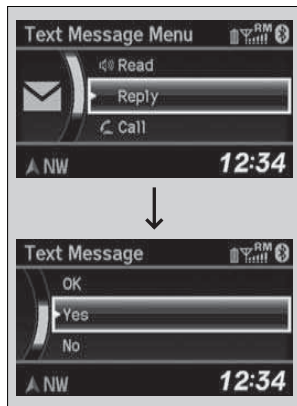 Text Message Menu RM
Read
Reply
Call
NW 12:34
Text Message RM
OK
Yes
No
NW 12:34